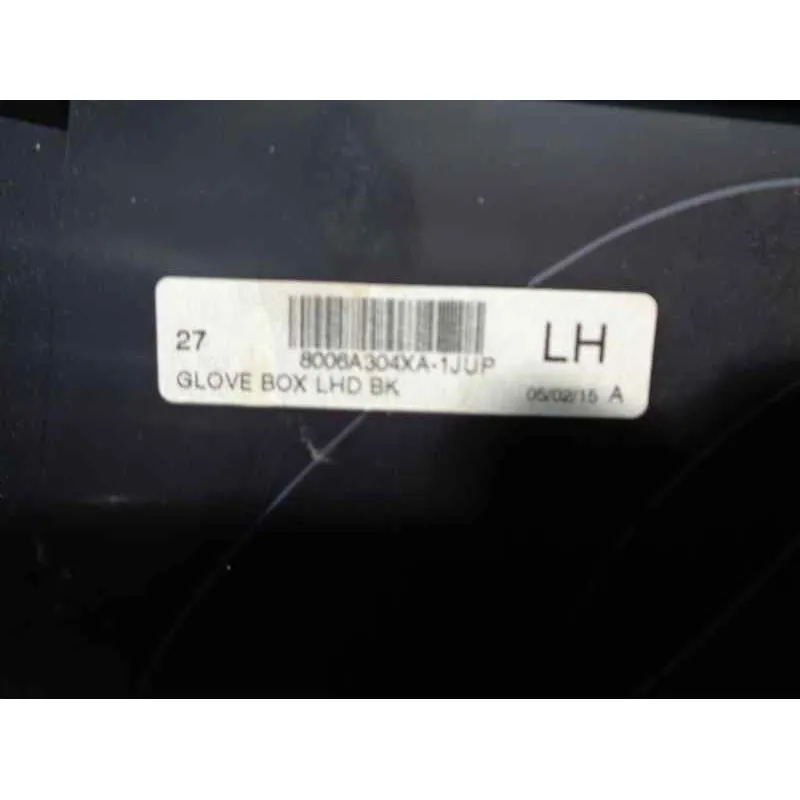 27
8006A304XA-1JUP
LH
GLOVE BOX LHD BK
05/02/15 A